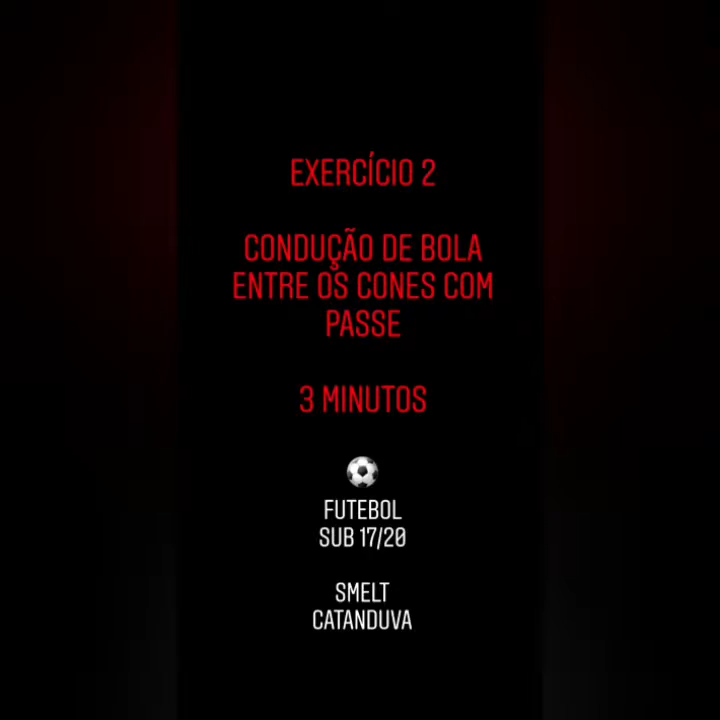 EXERCÍCIO 2
CONDUÇÃO DE BOLA
ENTRE OS CONES COM
PASSE
3 MINUTOS
FUTEBOL
SUB 17/20
SMELT
CATANDUVA